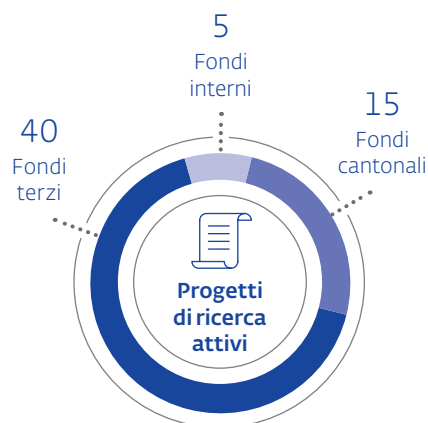 5
Fondi
interni
15
Fondi
cantonali
40
Fondi
terzi
Progetti
di ricerca
attivi